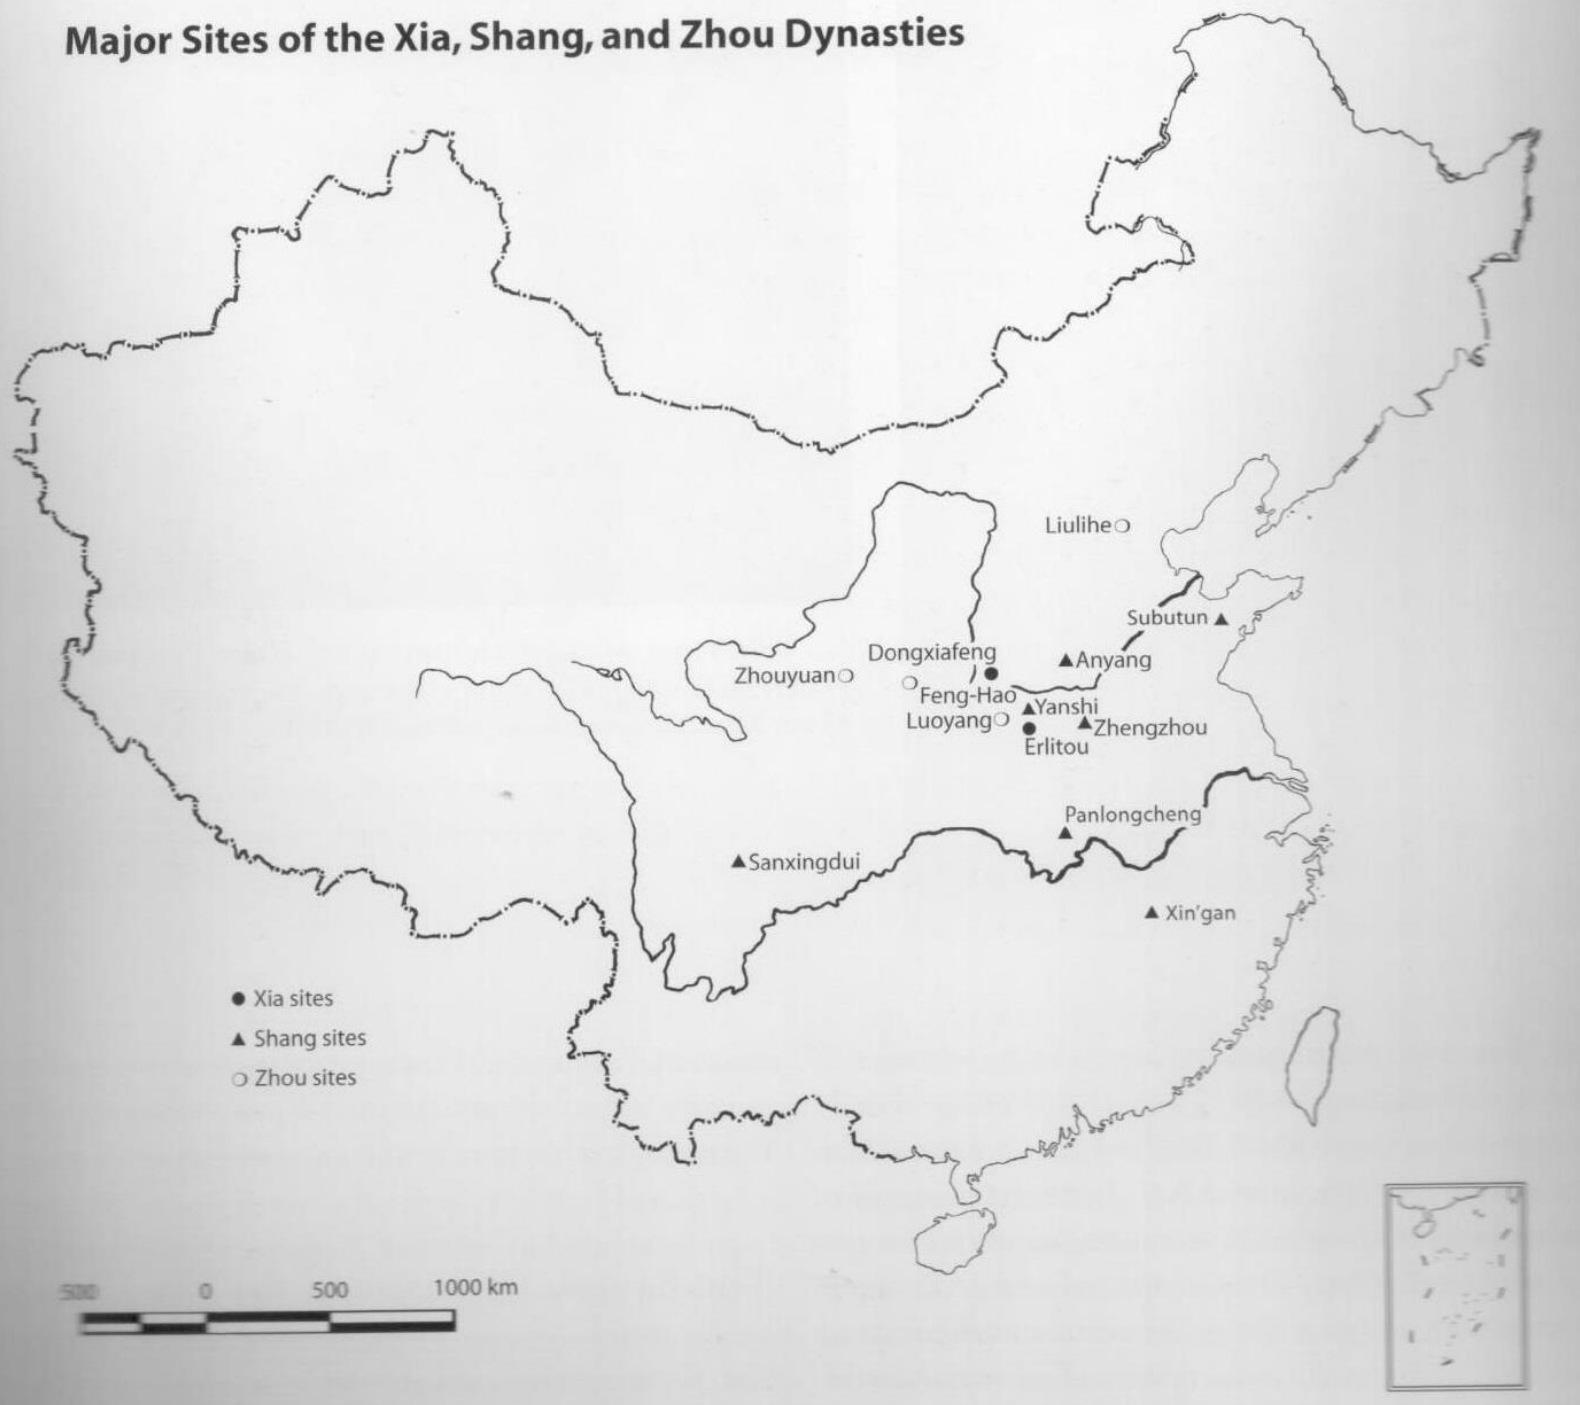 Major Sites of the Xia, Shang, and Zhou Dynasties
Liulihe
Subutun
Dongxiafeng
Anyang
Zhouyuan
Feng-Hao
Yanshi
Luoyang
Zhengzhou
Erlitou
Panlongcheng
Sanxingdui
Xin'gan
Xia sites
Shang sites
Zhou sites
500 0 500 1000 km